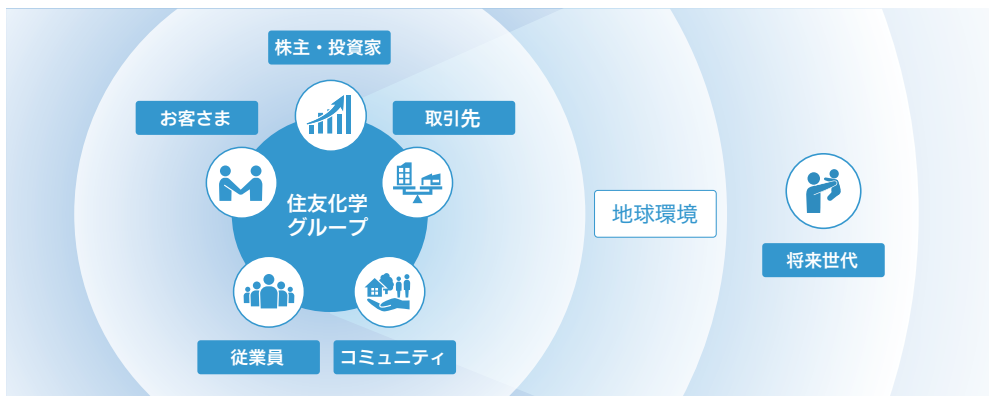 株主・投資家
お客さま
取引先
住友化学
グループ
地球環境
将来世代
従業員
コミュニティ